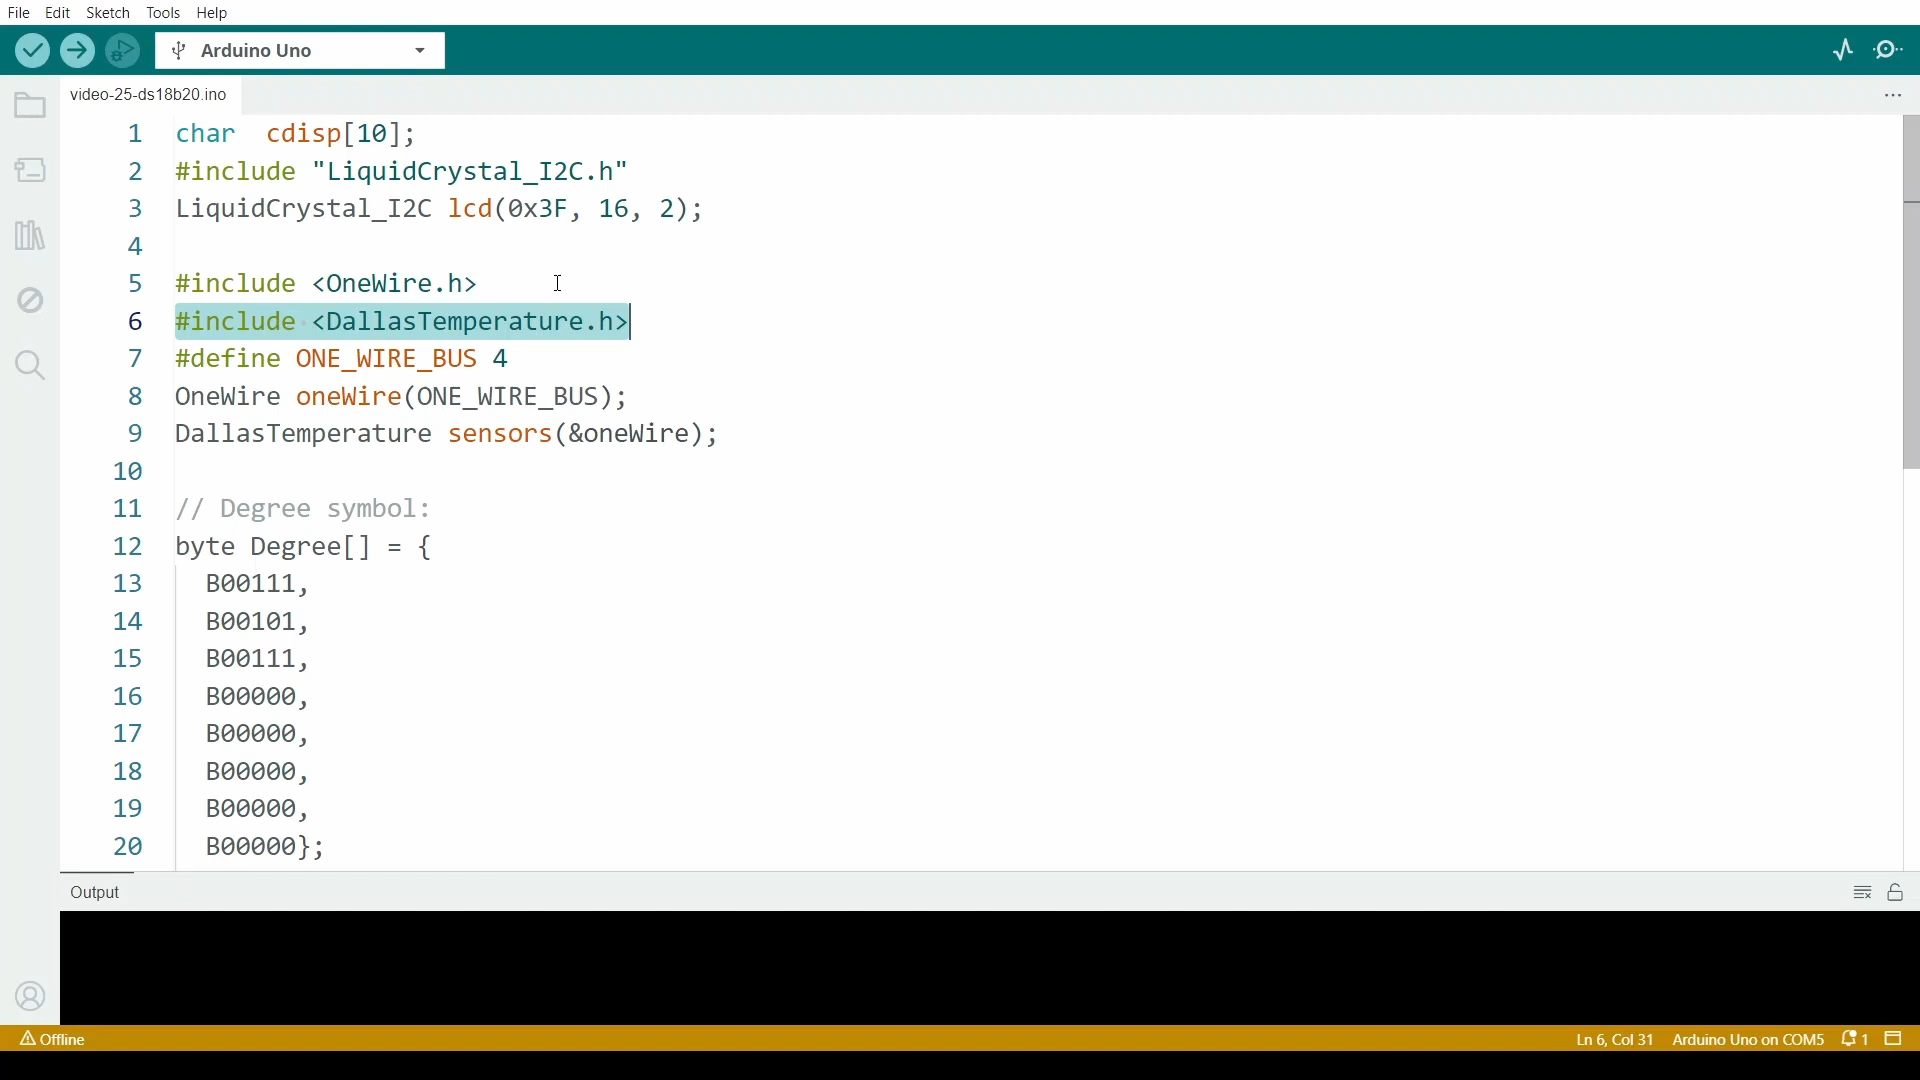 File Edit Sketch Tools Help
Arduino Uno
video-25-ds18b20.ino
1 char  cdisp[10];
2 #include "LiquidCrystal_I2C.h"
3 LiquidCrystal_I2C lcd(0x3F, 16, 2);
4
5 #include <OneWire.h>
6 #include <DallasTemperature.h>
7 #define ONE_WIRE_BUS 4
8 OneWire oneWire(ONE_WIRE_BUS);
9 DallasTemperature sensors(&oneWire);
10
11 // Degree symbol:
12 byte Degree[] = {
13   B00111,
14   B00101,
15   B00111,
16   B00000,
17   B00000,
18   B00000,
19   B00000,
20   B00000};
Output
Offline Ln 6, Col 31 Arduino Uno on COM5 1